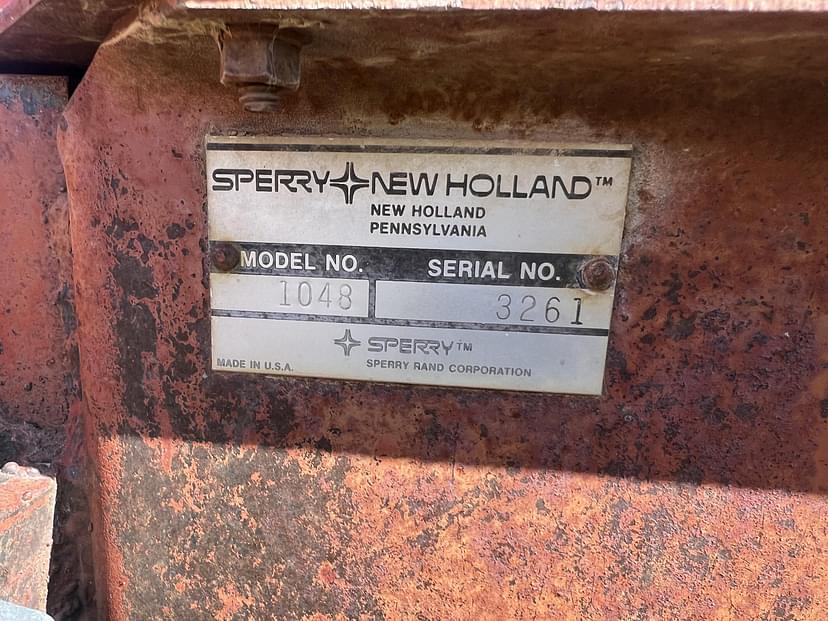 SPERRY NEW HOLLAND™
NEW HOLLAND
PENNSYLVANIA
MODEL NO. SERIAL NO.
1048 3261
SPERRY™
MADE IN U.S.A. SPERRY RAND CORPORATION